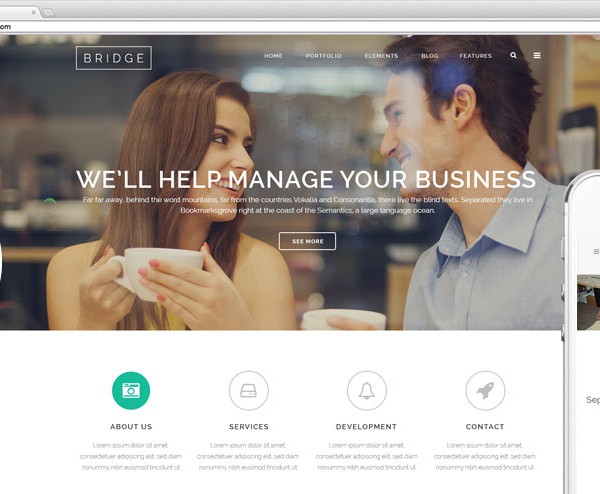 om
BRIDGE
HOME PORTFOLIO ELEMENTS BLOG FEATURES
WE'LL HELP MANAGE YOUR BUSINESS
Far far away, behind the word mountains, far from the countries Vokalia and Consonantia, there live the blind texts. Separated they live in
Bookmarksgrove right at the coast of the Semantics, a large language ocean.
SEE MORE
ABOUT US
Lorem ipsum dolor sit amet,
consectetuer adipiscing elit, sed diam
nonummy nibh euismod tincidunt ut
SERVICES
Lorem ipsum dolor sit amet,
consectetuer adipiscing elit, sed diam
nonummy nibh euismod tincidunt ut
DEVELOPMENT
Lorem ipsum dolor sit amet,
consectetuer adipiscing elit, sed diam
nonummy nibh euismod tincidunt ut
CONTACT
Lorem ipsum dolor sit amet,
consectetuer adipiscing elit, sed diam
nonummy nibh euismod tincidunt ut
Sep